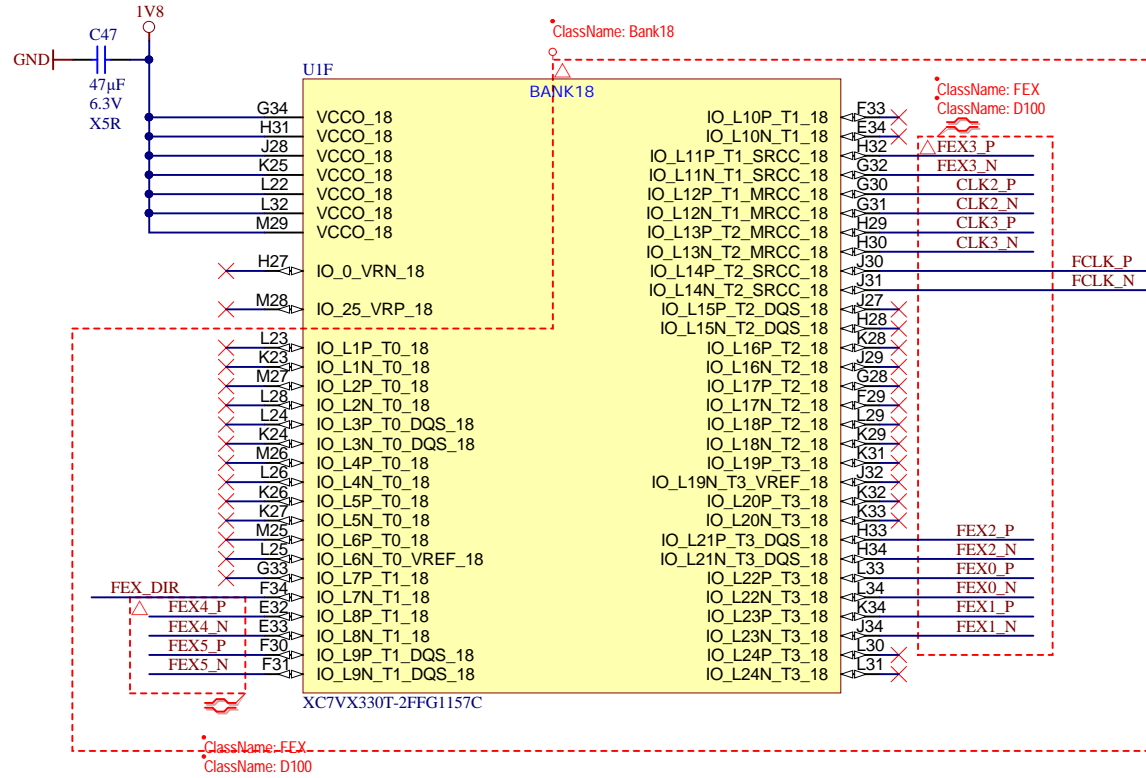 1V8
C47
GND
47µF
6.3V
X5R
ClassName: Bank18
U1F
BANK18
ClassName: FEX
ClassName: D100
G34 VCCO_18
H31 VCCO_18
J28 VCCO_18
K25 VCCO_18
L22 VCCO_18
L32 VCCO_18
M29 VCCO_18
H27 IO_0_VRN_18
M28 IO_25_VRP_18
L23 IO_L1P_T0_18
K23 IO_L1N_T0_18
M27 IO_L2P_T0_18
L28 IO_L2N_T0_18
L24 IO_L3P_T0_DQS_18
K24 IO_L3N_T0_DQS_18
M26 IO_L4P_T0_18
L26 IO_L4N_T0_18
K26 IO_L5P_T0_18
K27 IO_L5N_T0_18
M25 IO_L6P_T0_18
L25 IO_L6N_T0_VREF_18
G33 IO_L7P_T1_18
FEX_DIR F34 IO_L7N_T1_18
FEX4_P E32 IO_L8P_T1_18
FEX4_N E33 IO_L8N_T1_18
FEX5_P F30 IO_L9P_T1_DQS_18
FEX5_N F31 IO_L9N_T1_DQS_18
IO_L10P_T1_18 F33
IO_L10N_T1_18 E34
IO_L11P_T1_SRCC_18 H32 FEX3_P
IO_L11N_T1_SRCC_18 G32 FEX3_N
IO_L12P_T1_MRCC_18 G30 CLK2_P
IO_L12N_T1_MRCC_18 G31 CLK2_N
IO_L13P_T2_MRCC_18 H29 CLK3_P
IO_L13N_T2_MRCC_18 H30 CLK3_N
IO_L14P_T2_SRCC_18 J30 FCLK_P
IO_L14N_T2_SRCC_18 J31 FCLK_N
IO_L15P_T2_DQS_18 J27
IO_L15N_T2_DQS_18 H28
IO_L16P_T2_18 K28
IO_L16N_T2_18 J29
IO_L17P_T2_18 G28
IO_L17N_T2_18 F29
IO_L18P_T2_18 L29
IO_L18N_T2_18 K29
IO_L19P_T3_18 K31
IO_L19N_T3_VREF_18 J32
IO_L20P_T3_18 K32
IO_L20N_T3_18 K33
IO_L21P_T3_DQS_18 H33 FEX2_P
IO_L21N_T3_DQS_18 H34 FEX2_N
IO_L22P_T3_18 L33 FEX0_P
IO_L22N_T3_18 L34 FEX0_N
IO_L23P_T3_18 K34 FEX1_P
IO_L23N_T3_18 J34 FEX1_N
IO_L24P_T3_18 L30
IO_L24N_T3_18 L31
XC7VX330T-2FFG1157C
ClassName: FEX
ClassName: D100